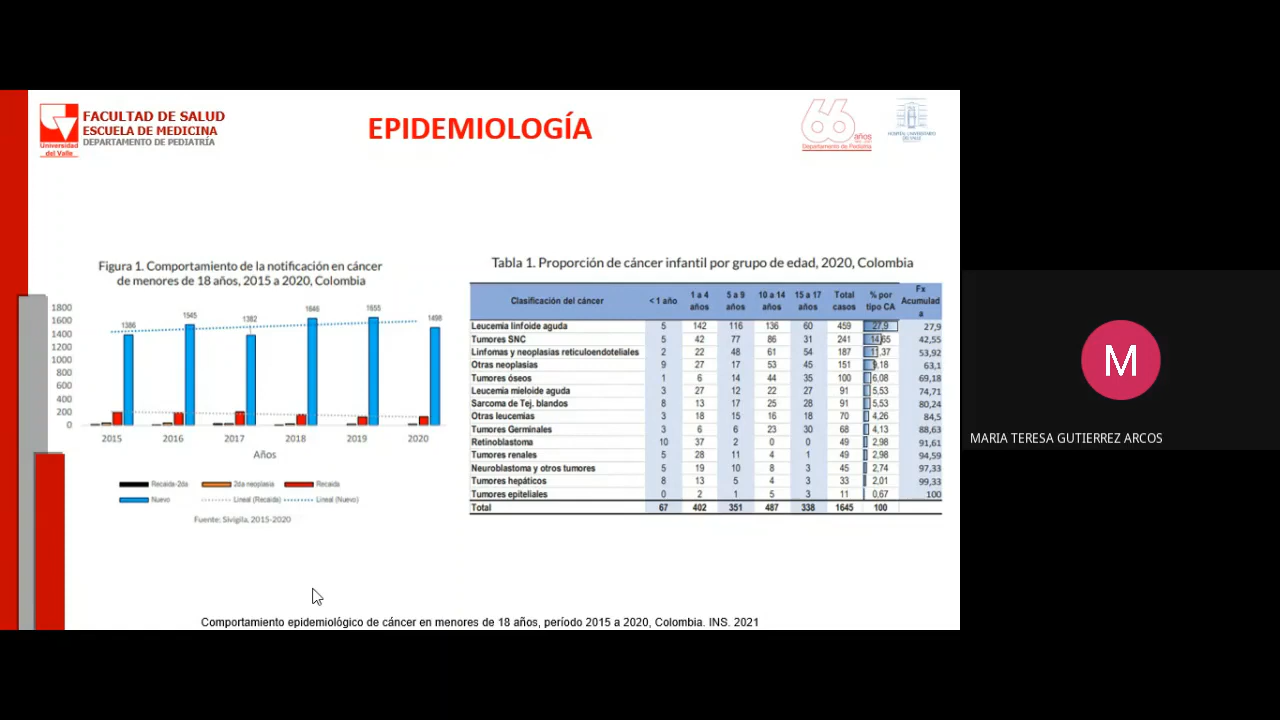 FACULTAD DE SALUD
ESCUELA DE MEDICINA
DEPARTAMENTO DE PEDIATRÍA
Universidad
del Valle
EPIDEMIOLOGÍA
66 años
Departamento de Pediatría
HOSPITAL UNIVERSITARIO
DEL VALLE
Figura 1. Comportamiento de la notificación en cáncer
de menores de 18 años, 2015 a 2020, Colombia
1800
1600
1400
1200
1000
800
600
400
200
0
1386
1545
1382
1646
1655
1498
2015 2016 2017 2018 2019 2020
Años
Recaide-2da 2da neoplasia Recaida
Nuevo Lineal (Recaida) Lineal (Nuevo)
Fuente: Sivigila, 2015-2020
Tabla 1. Proporción de cáncer infantil por grupo de edad, 2020, Colombia
Clasificación del cáncer < 1 año 1 a 4 años 5 a 9 años 10 a 14 años 15 a 17 años Total casos % por tipo CA Fx Acumulada
Leucemia linfoide aguda 5 142 116 136 60 459 27,9 27,9
Tumores SNC 5 42 77 86 31 241 14,65 42,55
Linfomas y neoplasias reticuloendoteliales 2 22 48 61 54 187 11,37 53,92
Otras neoplasias 9 27 17 53 45 151 9,18 63,1
Tumores óseos 1 6 14 44 35 100 6,08 69,18
Leucemia mieloide aguda 3 27 12 22 27 91 5,53 74,71
Sarcoma de Tej. blandos 8 13 17 25 28 91 5,53 80,24
Otras leucemias 3 18 15 16 18 70 4,26 84,5
Tumores Germinales 3 6 6 23 30 68 4,13 88,63
Retinoblastoma 10 37 2 0 0 49 2,98 91,61
Tumores renales 5 28 11 4 1 49 2,98 94,59
Neuroblastoma y otros tumores 5 19 10 8 3 45 2,74 97,33
Tumores hepáticos 8 13 5 4 3 33 2,01 99,33
Tumores epiteliales 0 2 1 5 3 11 0,67 100
Total 67 402 351 487 338 1645 100
Comportamiento epidemiológico de cáncer en menores de 18 años, período 2015 a 2020, Colombia. INS. 2021
M
MARIA TERESA GUTIERREZ ARCOS